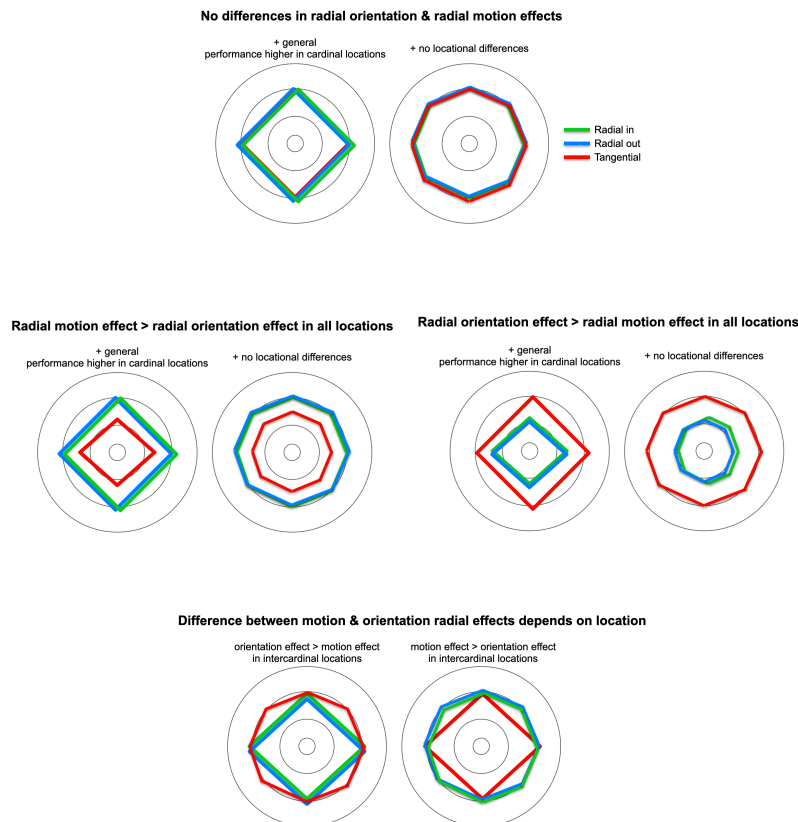 No differences in radial orientation & radial motion effects
+ general
performance higher in cardinal locations
+ no locational differences
Radial in
Radial out
Tangential
Radial motion effect > radial orientation effect in all locations
+ general
performance higher in cardinal locations
+ no locational differences
Radial orientation effect > radial motion effect in all locations
+ general
performance higher in cardinal locations
+ no locational differences
Difference between motion & orientation radial effects depends on location
orientation effect > motion effect
in intercardinal locations
motion effect > orientation effect
in intercardinal locations